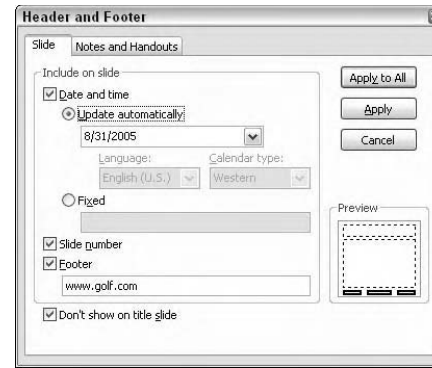 Header and Footer
Slide
Notes and Handouts
Include on slide
Date and time
Update automatically
8/31/2005
Language:
Calendar type:
English (U.S.)
Western
Fixed
Slide number
Footer
www.golf.com
Don't show on title slide
Apply to All
Apply
Cancel
Preview